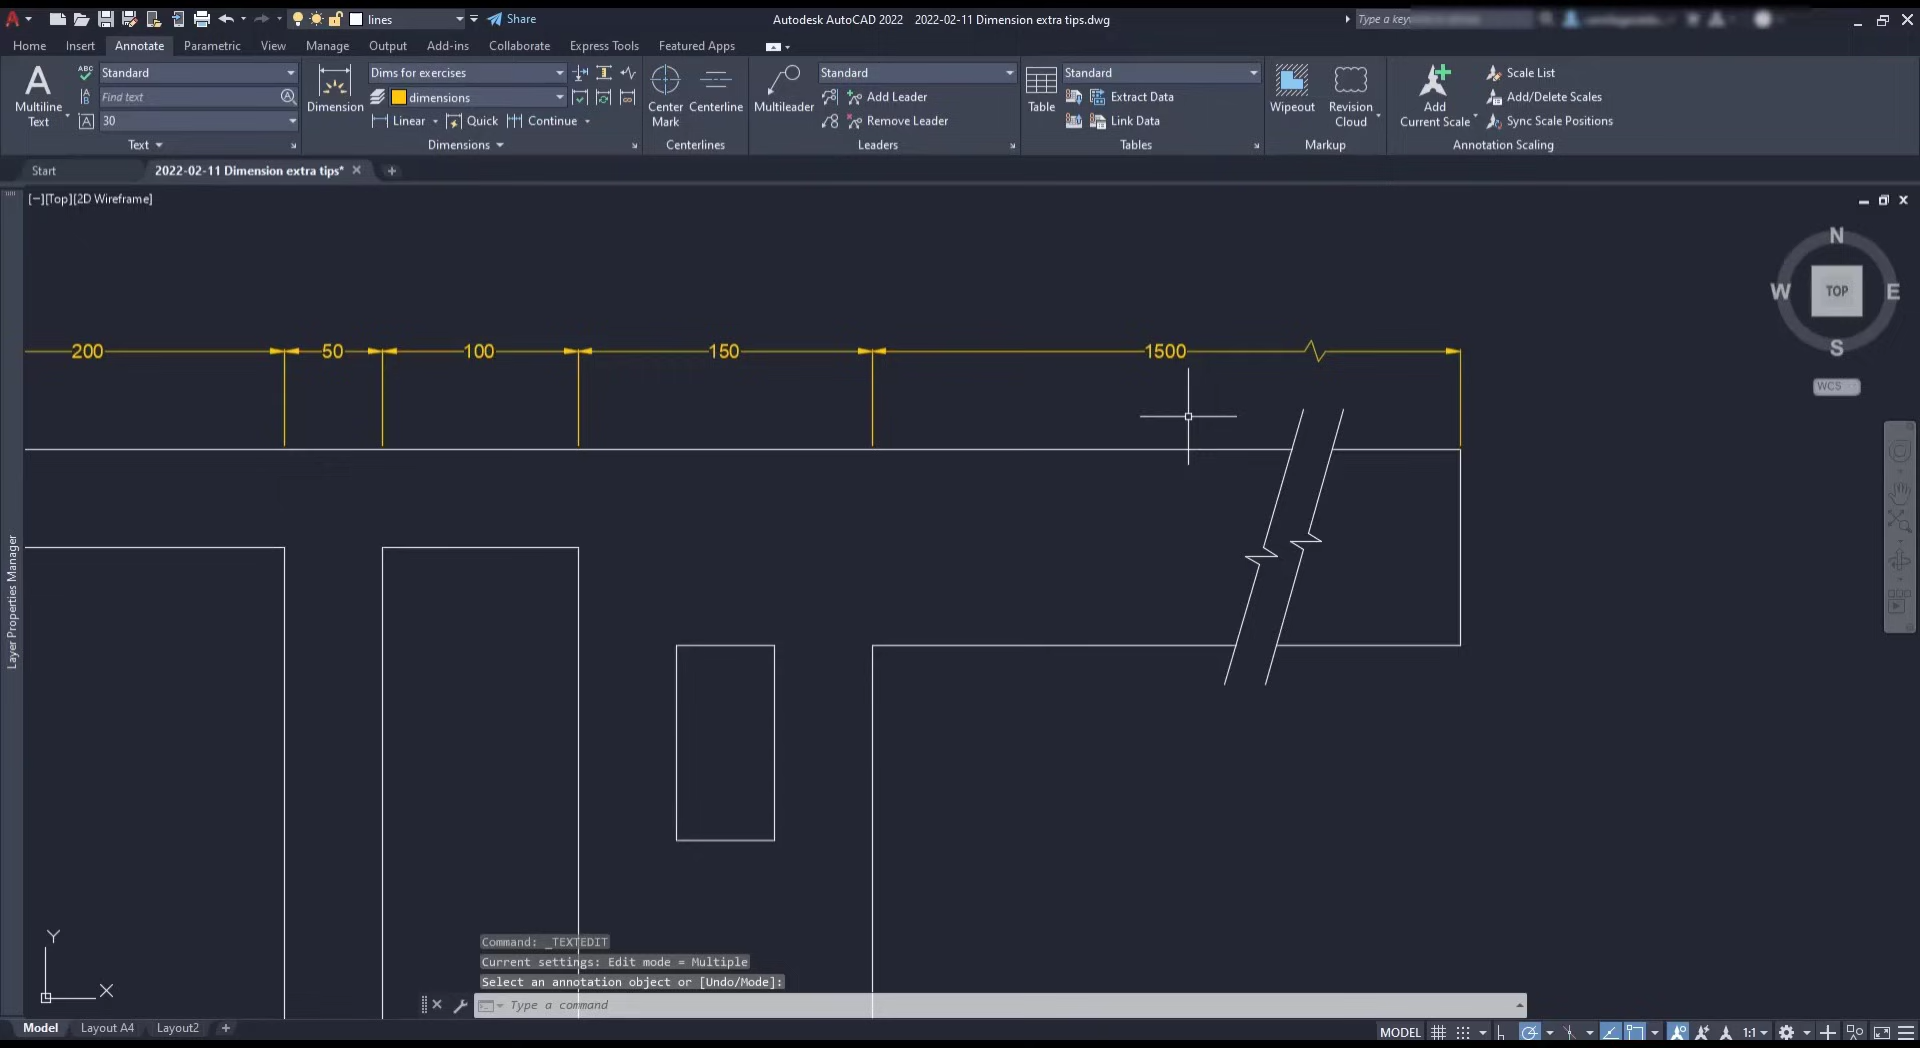 lines
Share
Autodesk AutoCAD 2022 2022-02-11 Dimension extra tips.dwg
Home Insert Annotate Parametric View Manage Output Add-ins Collaborate Express Tools Featured Apps
Standard
Find text
30
Multiline Text
Text
Dimension
Dims for exercises
dimensions
Linear Quick Continue
Dimensions
Center Mark
Centerline
Centerlines
Multileader
Standard
Add Leader
Remove Leader
Leaders
Table
Standard
Extract Data
Link Data
Tables
Wipeout
Revision Cloud
Markup
Add Current Scale
Scale List
Add/Delete Scales
Sync Scale Positions
Annotation Scaling
Start
2022-02-11 Dimension extra tips*
[−][Top][2D Wireframe]
N
W TOP E
S
WCS
200 50 100 150 1500
Layer Properties Manager
Y
X
Command: _TEXTEDIT
Current settings: Edit mode = Multiple
Select an annotation object or [Undo/Mode]:
Type a command
Model Layout A4 Layout2
MODEL
1:1